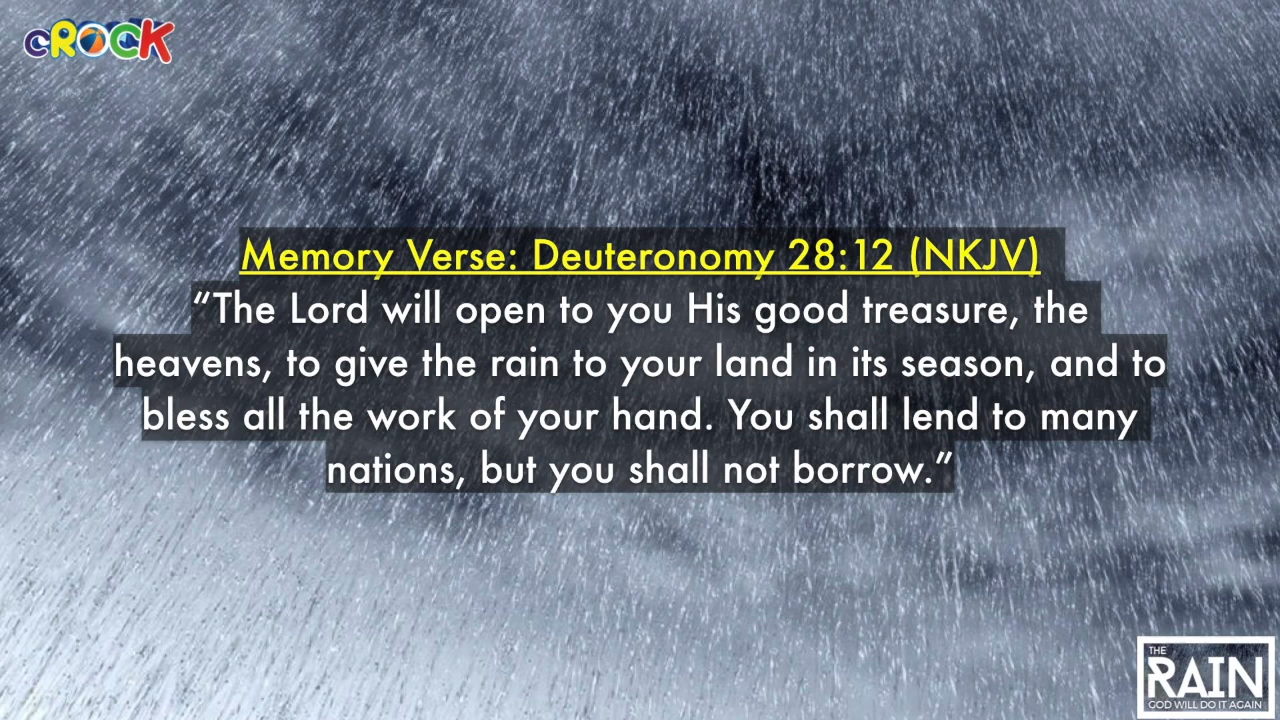 cROCK
Memory Verse: Deuteronomy 28:12 (NKJV)
“The Lord will open to you His good treasure, the
heavens, to give the rain to your land in its season, and to
bless all the work of your hand. You shall lend to many
nations, but you shall not borrow.”
THE
RAIN
GOD WILL DO IT AGAIN